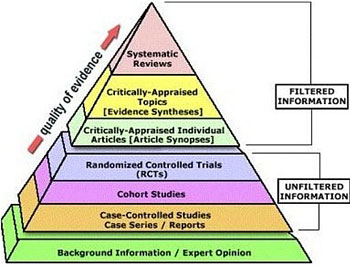 quality of evidence
Systematic
Reviews
Critically-Appraised
Topics
[Evidence Syntheses]
Critically-Appraised Individual
Articles [Article Synopses]
FILTERED
INFORMATION
Randomized Controlled Trials
(RCTs)
Cohort Studies
Case-Controlled Studies
Case Series / Reports
UNFILTERED
INFORMATION
Background Information / Expert Opinion